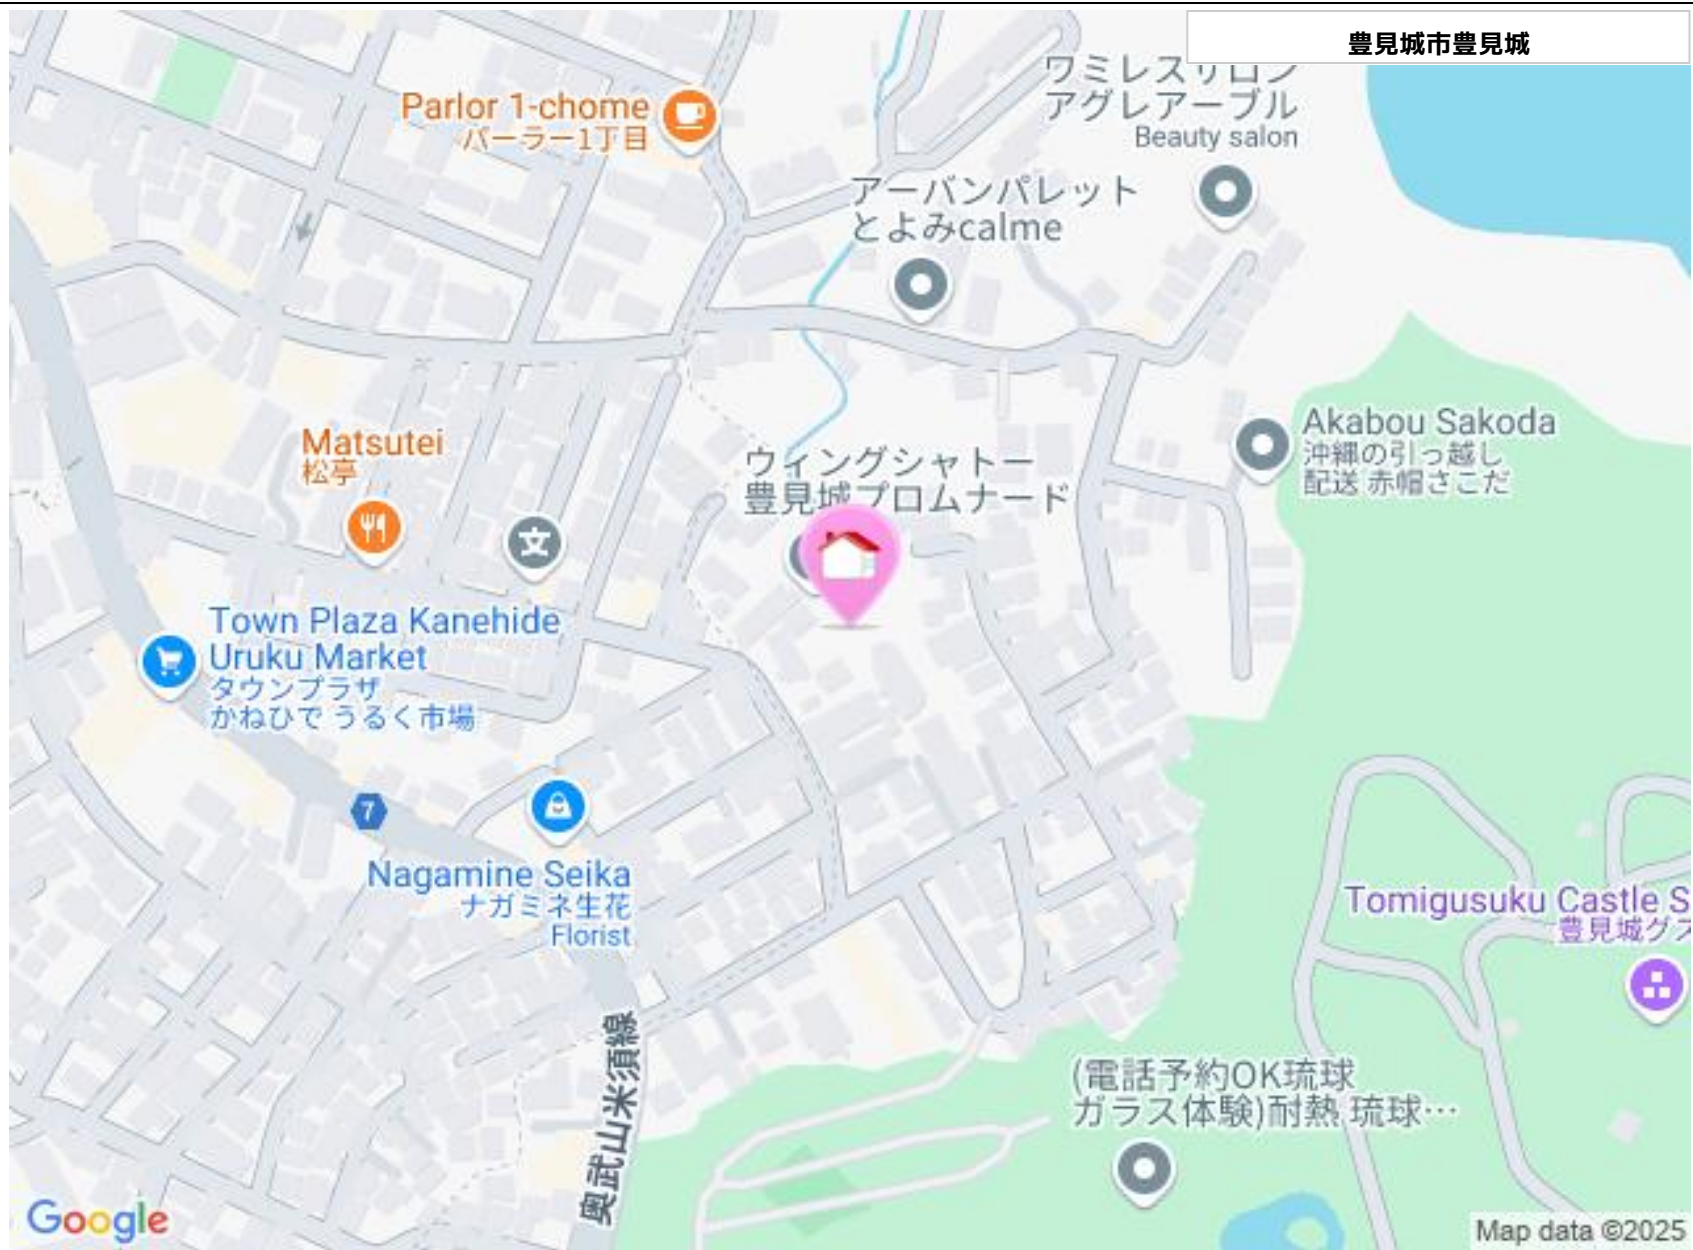 豊見城市豊見城
ワミレスサロン
アグレアーブル
Beauty salon
Parlor 1-chome
パーラー1丁目
アーバンパレット
とよみcalme
Akabou Sakoda
沖縄の引っ越し
配送 赤帽さこだ
Matsutei
松亭
ウィングシャトー
豊見城プロムナード
文
Town Plaza Kanehide
Uruku Market
タウンプラザ
かねひで うるく市場
7
Nagamine Seika
ナガミネ生花
Florist
Tomigusuku Castle S
豊見城グス
奥武山米須線
(電話予約OK琉球
ガラス体験)耐熱 琉球…
Google
Map data ©2025